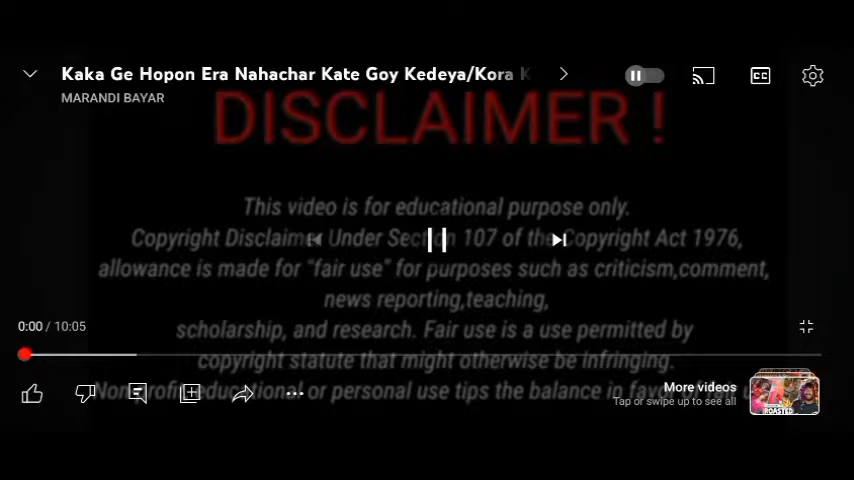 Kaka Ge Hopon Era Nahachar Kate Goy Kedeya/Kora K
MARANDI BAYAR
DISCLAIMER !
This video is for educational purpose only.
Copyright Disclaimer Under Section 107 of the Copyright Act 1976,
allowance is made for "fair use" for purposes such as criticism,comment,
news reporting,teaching,
0:00 / 10:05
scholarship, and research. Fair use is a use permitted by
copyright statute that might otherwise be infringing.
Non-profit, educational or personal use tips the balance in favor of fair
More videos
Tap or swipe up to see all
ROASTED
CC